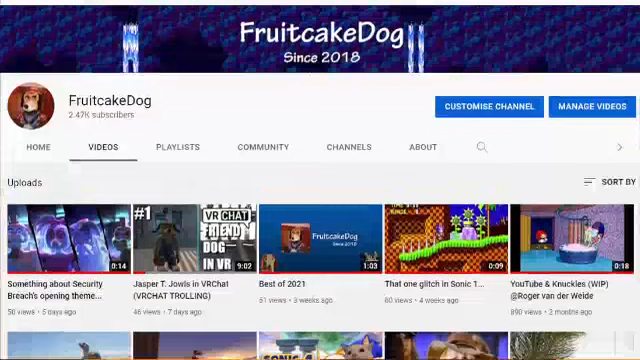 FruitcakeDog
Since 2018
FruitcakeDog
2.47K subscribers
CUSTOMISE CHANNEL
MANAGE VIDEOS
HOME
VIDEOS
PLAYLISTS
COMMUNITY
CHANNELS
ABOUT
Uploads
SORT BY
0:14
#1
VR CHAT
FRIENDLY
DOG
IN VR
9:02
FruitcakeDog
Since 2018
1:03
0:09
0:18
Something about Security
Breach's opening theme...
50 views • 5 days ago
Jasper T. Jowls in VRChat
(VRCHAT TROLLING)
46 views • 7 days ago
Best of 2021
51 views • 3 weeks ago
That one glitch in Sonic 1...
60 views • 4 weeks ago
YouTube & Knuckles (WIP)
@Roger van der Weide
890 views • 2 months ago
SONIC 4